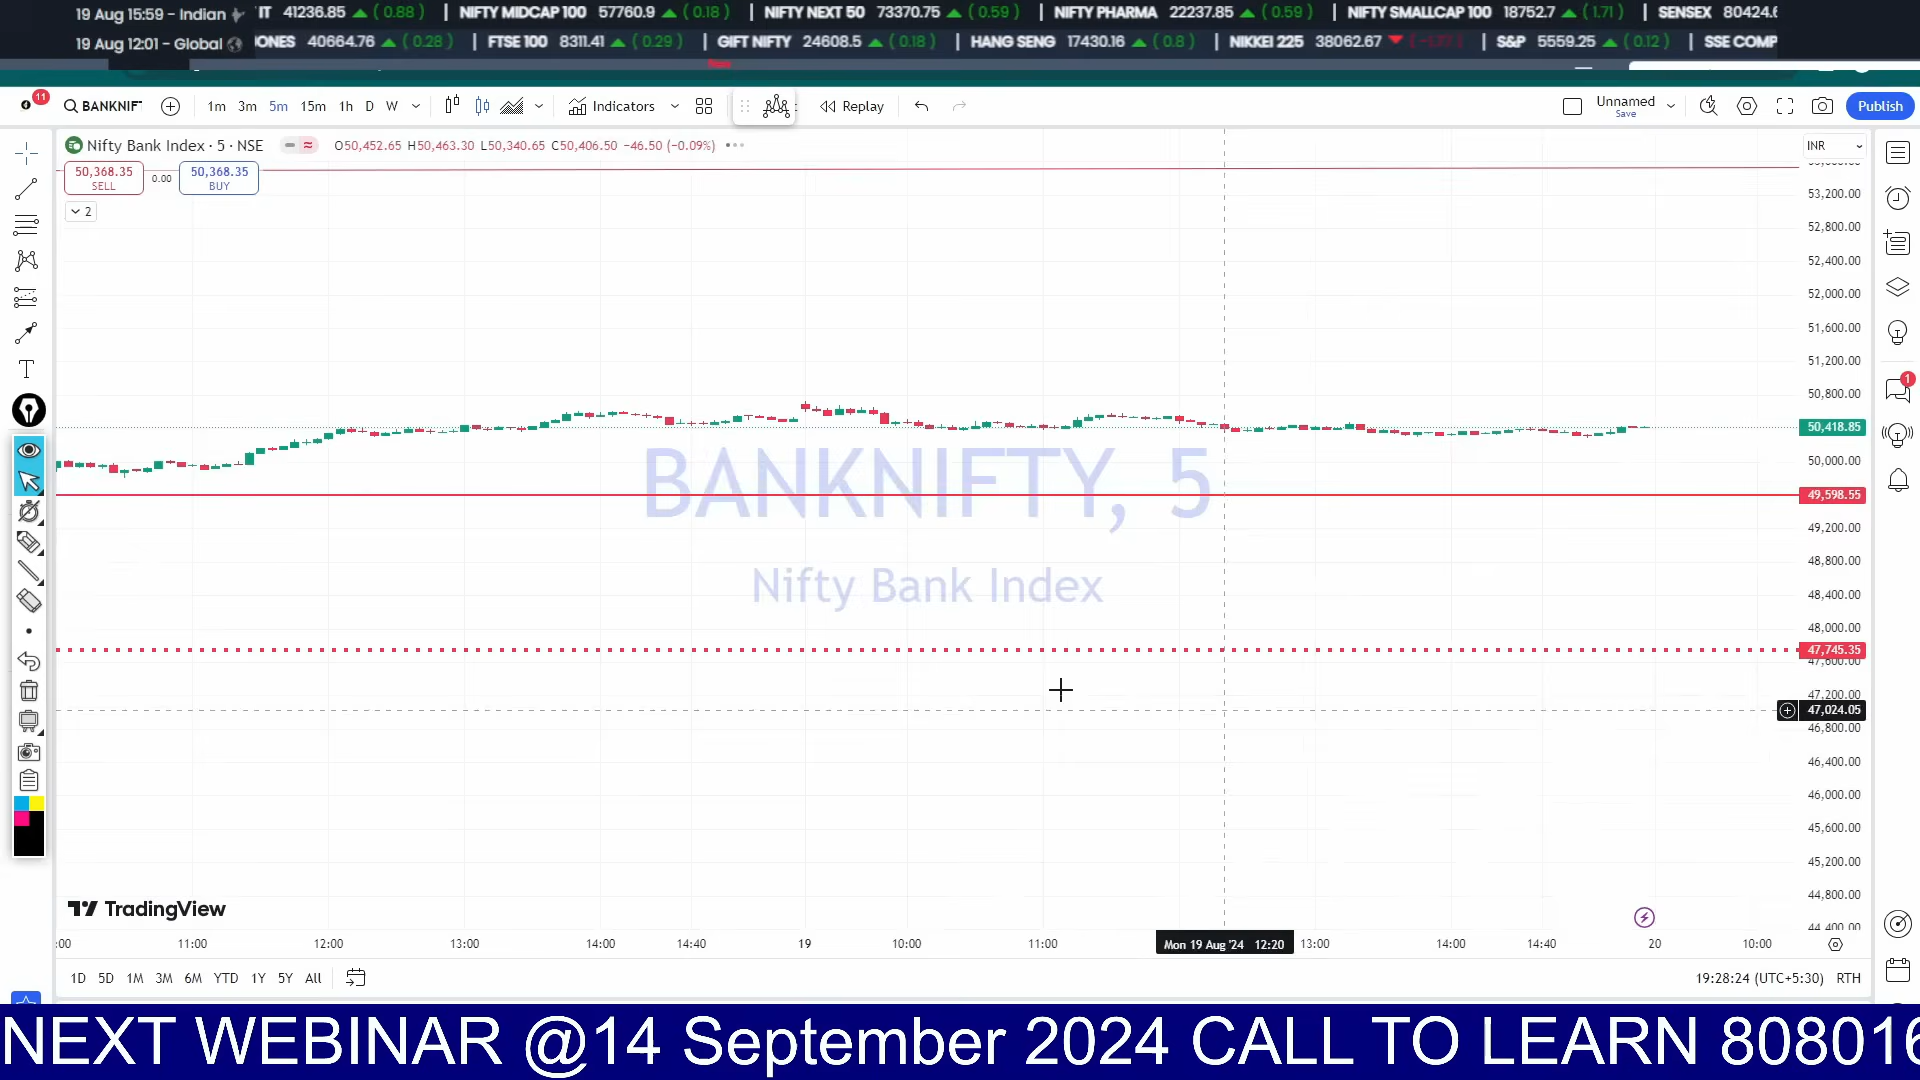 19 Aug 15:59 - Indian IT 41236.85 ( 0.88 ) | NIFTY MIDCAP 100 57760.9 ( 0.18 ) | NIFTY NEXT 50 73370.75 ( 0.59 ) | NIFTY PHARMA 22237.85 ( 0.59 ) | NIFTY SMALLCAP 100 18752.7 ( 1.71 ) | SENSEX 80424.6
19 Aug 12:01 - Global JONES 40664.76 ( 0.28 ) | FTSE 100 8311.41 ( 0.29 ) | GIFT NIFTY 24608.5 ( 0.18 ) | HANG SENG 17430.16 ( 0.8 ) | NIKKEI 225 38062.67 | S&P 5559.25 ( 0.12 ) | SSE COMP
11 BANKNIF 1m 3m 5m 15m 1h D W Indicators Replay Unnamed Save Publish
Nifty Bank Index · 5 · NSE O50,452.65 H50,463.30 L50,340.65 C50,406.50 −46.50 (−0.09%) INR
50,368.35 SELL 0.00 50,368.35 BUY
2
53,200.00
52,800.00
52,400.00
52,000.00
51,600.00
51,200.00
50,800.00
1
50,418.85
50,000.00
49,598.55
49,200.00
48,800.00
48,400.00
48,000.00
47,745.35
47,600.00
47,200.00
47,024.05
46,800.00
46,400.00
46,000.00
45,600.00
45,200.00
44,800.00
44,400.00
BANKNIFTY, 5
Nifty Bank Index
TradingView
:00 11:00 12:00 13:00 14:00 14:40 19 10:00 11:00 Mon 19 Aug '24 12:20 13:00 14:00 14:40 20 10:00
1D 5D 1M 3M 6M YTD 1Y 5Y All 19:28:24 (UTC+5:30) RTH
NEXT WEBINAR @14 September 2024 CALL TO LEARN 808016